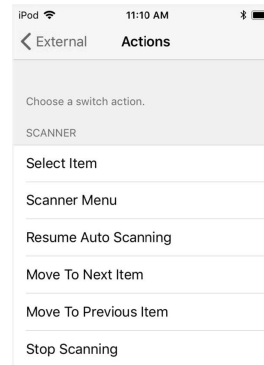 iPod 11:10 AM
External Actions
Choose a switch action.
SCANNER
Select Item
Scanner Menu
Resume Auto Scanning
Move To Next Item
Move To Previous Item
Stop Scanning